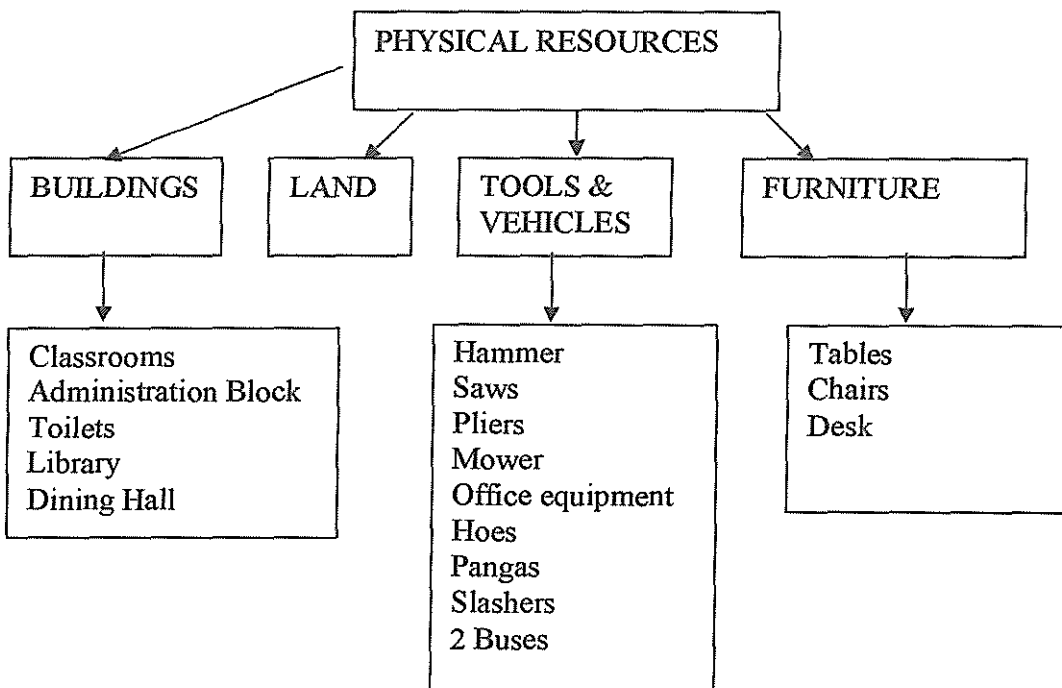 PHYSICAL RESOURCES
BUILDINGS
LAND
TOOLS &
VEHICLES
FURNITURE
Classrooms
Administration Block
Toilets
Library
Dining Hall
Hammer
Saws
Pliers
Mower
Office equipment
Hoes
Pangas
Slashers
2 Buses
Tables
Chairs
Desk